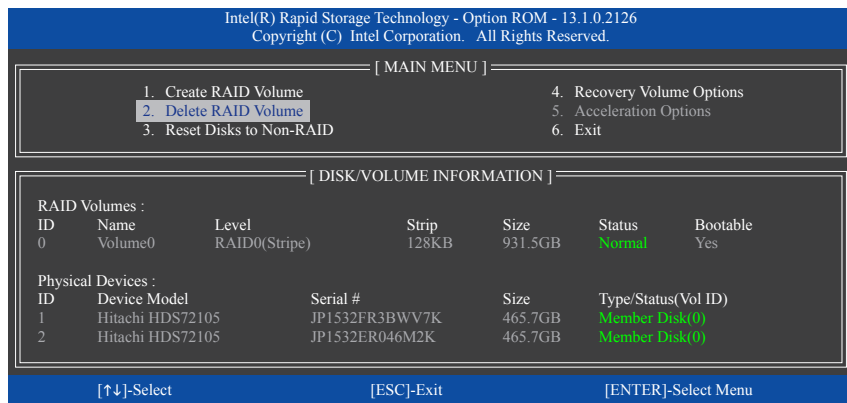 Intel(R) Rapid Storage Technology - Option ROM - 13.1.0.2126
Copyright (C) Intel Corporation. All Rights Reserved.
[ MAIN MENU ]
1. Create RAID Volume
2. Delete RAID Volume
3. Reset Disks to Non-RAID
4. Recovery Volume Options
5. Acceleration Options
6. Exit
[ DISK/VOLUME INFORMATION ]
RAID Volumes :
ID Name Level Strip Size Status Bootable
0 Volume0 RAID0(Stripe) 128KB 931.5GB Normal Yes
Physical Devices :
ID Device Model Serial # Size Type/Status(Vol ID)
1 Hitachi HDS72105 JP1532FR3BWV7K 465.7GB Member Disk(0)
2 Hitachi HDS72105 JP1532ER046M2K 465.7GB Member Disk(0)
[↑↓]-Select [ESC]-Exit [ENTER]-Select Menu